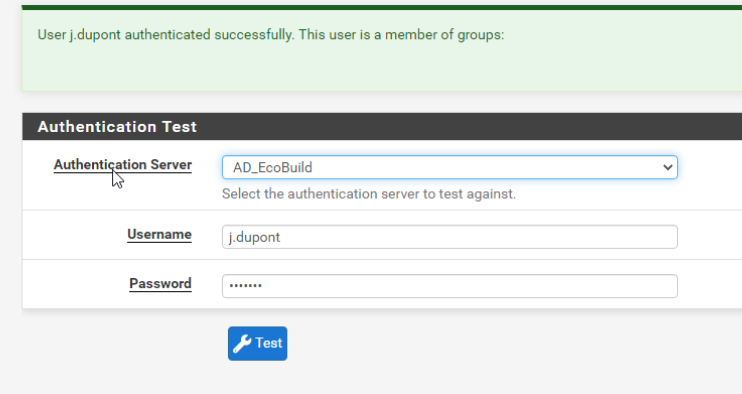 User j.dupont authenticated successfully. This user is a member of groups:
Authentication Test
Authentication Server
AD_EcoBuild
Select the authentication server to test against.
Username
j.dupont
Password
•••••••
Test